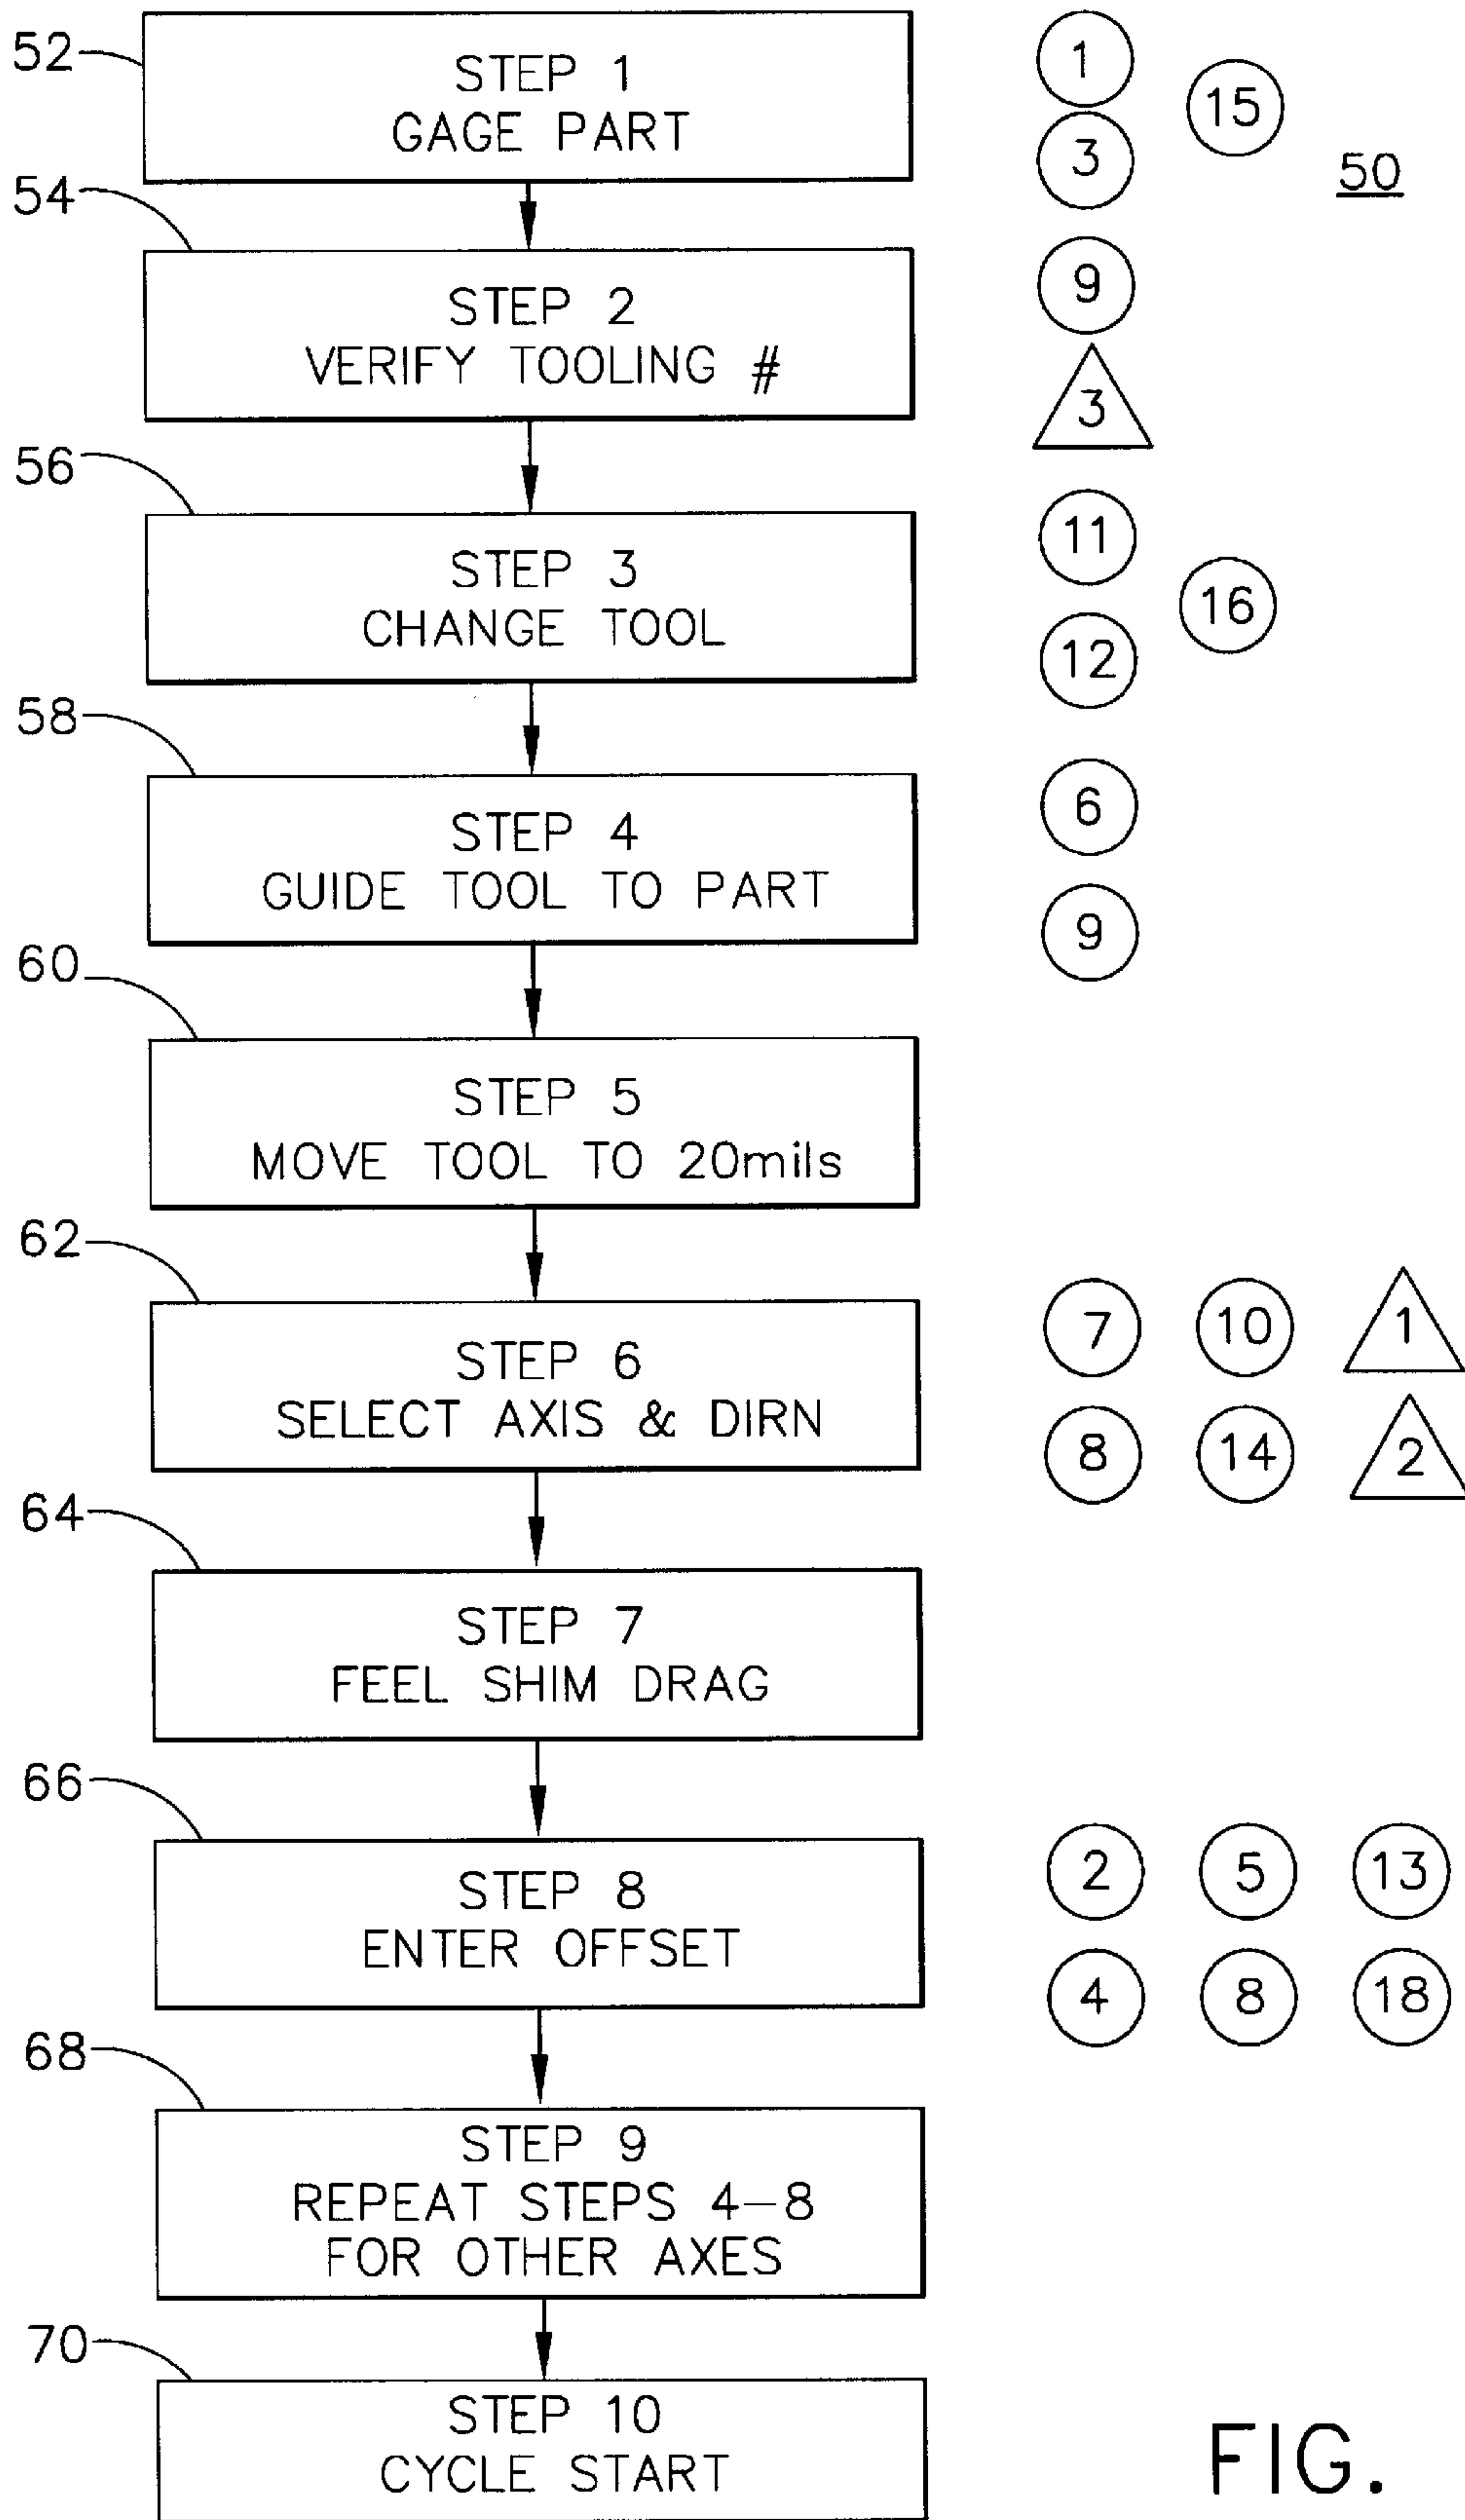 52
STEP 1
GAGE PART
1
15
3
50
54
STEP 2
VERIFY TOOLING #
9
3
56
STEP 3
CHANGE TOOL
11
16
12
58
STEP 4
GUIDE TOOL TO PART
6
9
60
STEP 5
MOVE TOOL TO 20mils
62
STEP 6
SELECT AXIS & DIRN
7 10 1
8 14 2
64
STEP 7
FEEL SHIM DRAG
66
STEP 8
ENTER OFFSET
2 5 13
4 8 18
68
STEP 9
REPEAT STEPS 4-8
FOR OTHER AXES
70
STEP 10
CYCLE START
FIG.